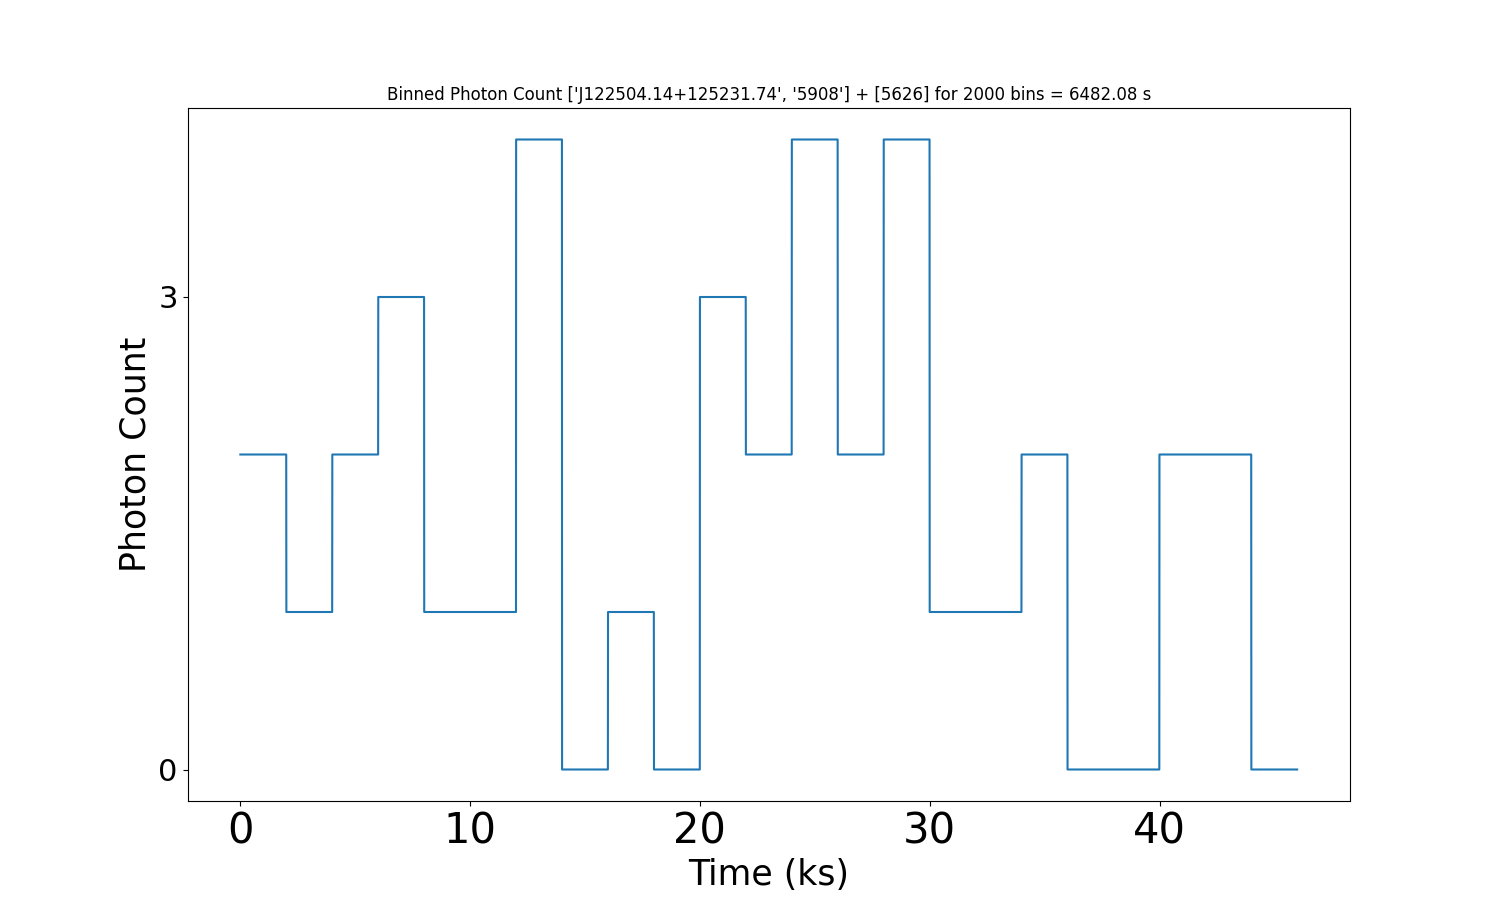 Binned Photon Count ['J122504.14+125231.74', '5908'] + [5626] for 2000 bins = 6482.08 s
3
Photon Count
0
0 10 20 30 40
Time (ks)